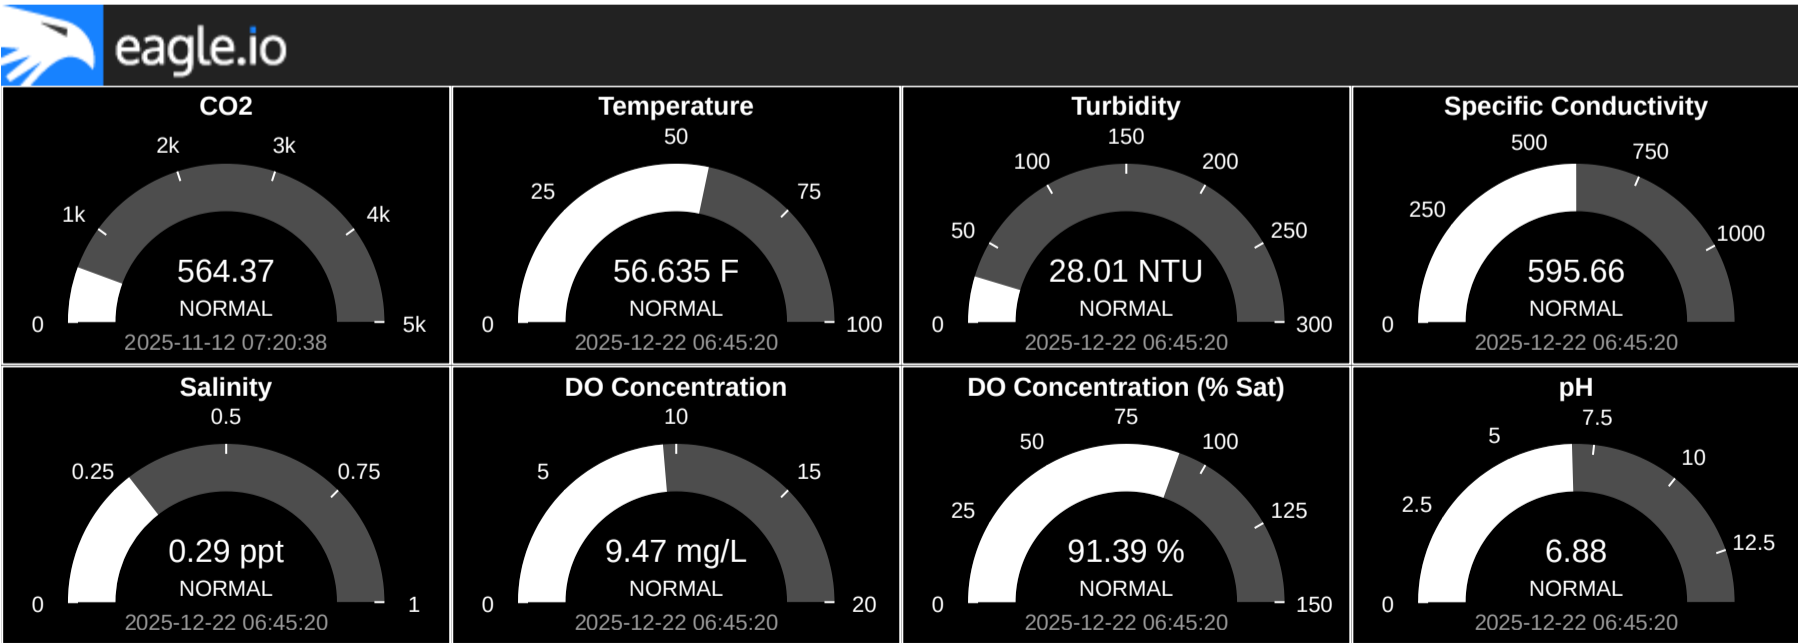 eagle.io
CO2
2k
3k
1k
4k
564.37
NORMAL
0
5k
2025-11-12 07:20:38
Temperature
50
25
75
56.635 F
NORMAL
0
100
2025-12-22 06:45:20
Turbidity
150
100
200
50
250
28.01 NTU
NORMAL
0
300
2025-12-22 06:45:20
Specific Conductivity
500
750
250
1000
595.66
NORMAL
0
2025-12-22 06:45:20
Salinity
0.5
0.25
0.75
0.29 ppt
NORMAL
0
1
2025-12-22 06:45:20
DO Concentration
10
5
15
9.47 mg/L
NORMAL
0
20
2025-12-22 06:45:20
DO Concentration (% Sat)
75
50
100
25
125
91.39 %
NORMAL
0
150
2025-12-22 06:45:20
pH
7.5
5
10
2.5
12.5
6.88
NORMAL
0
2025-12-22 06:45:20